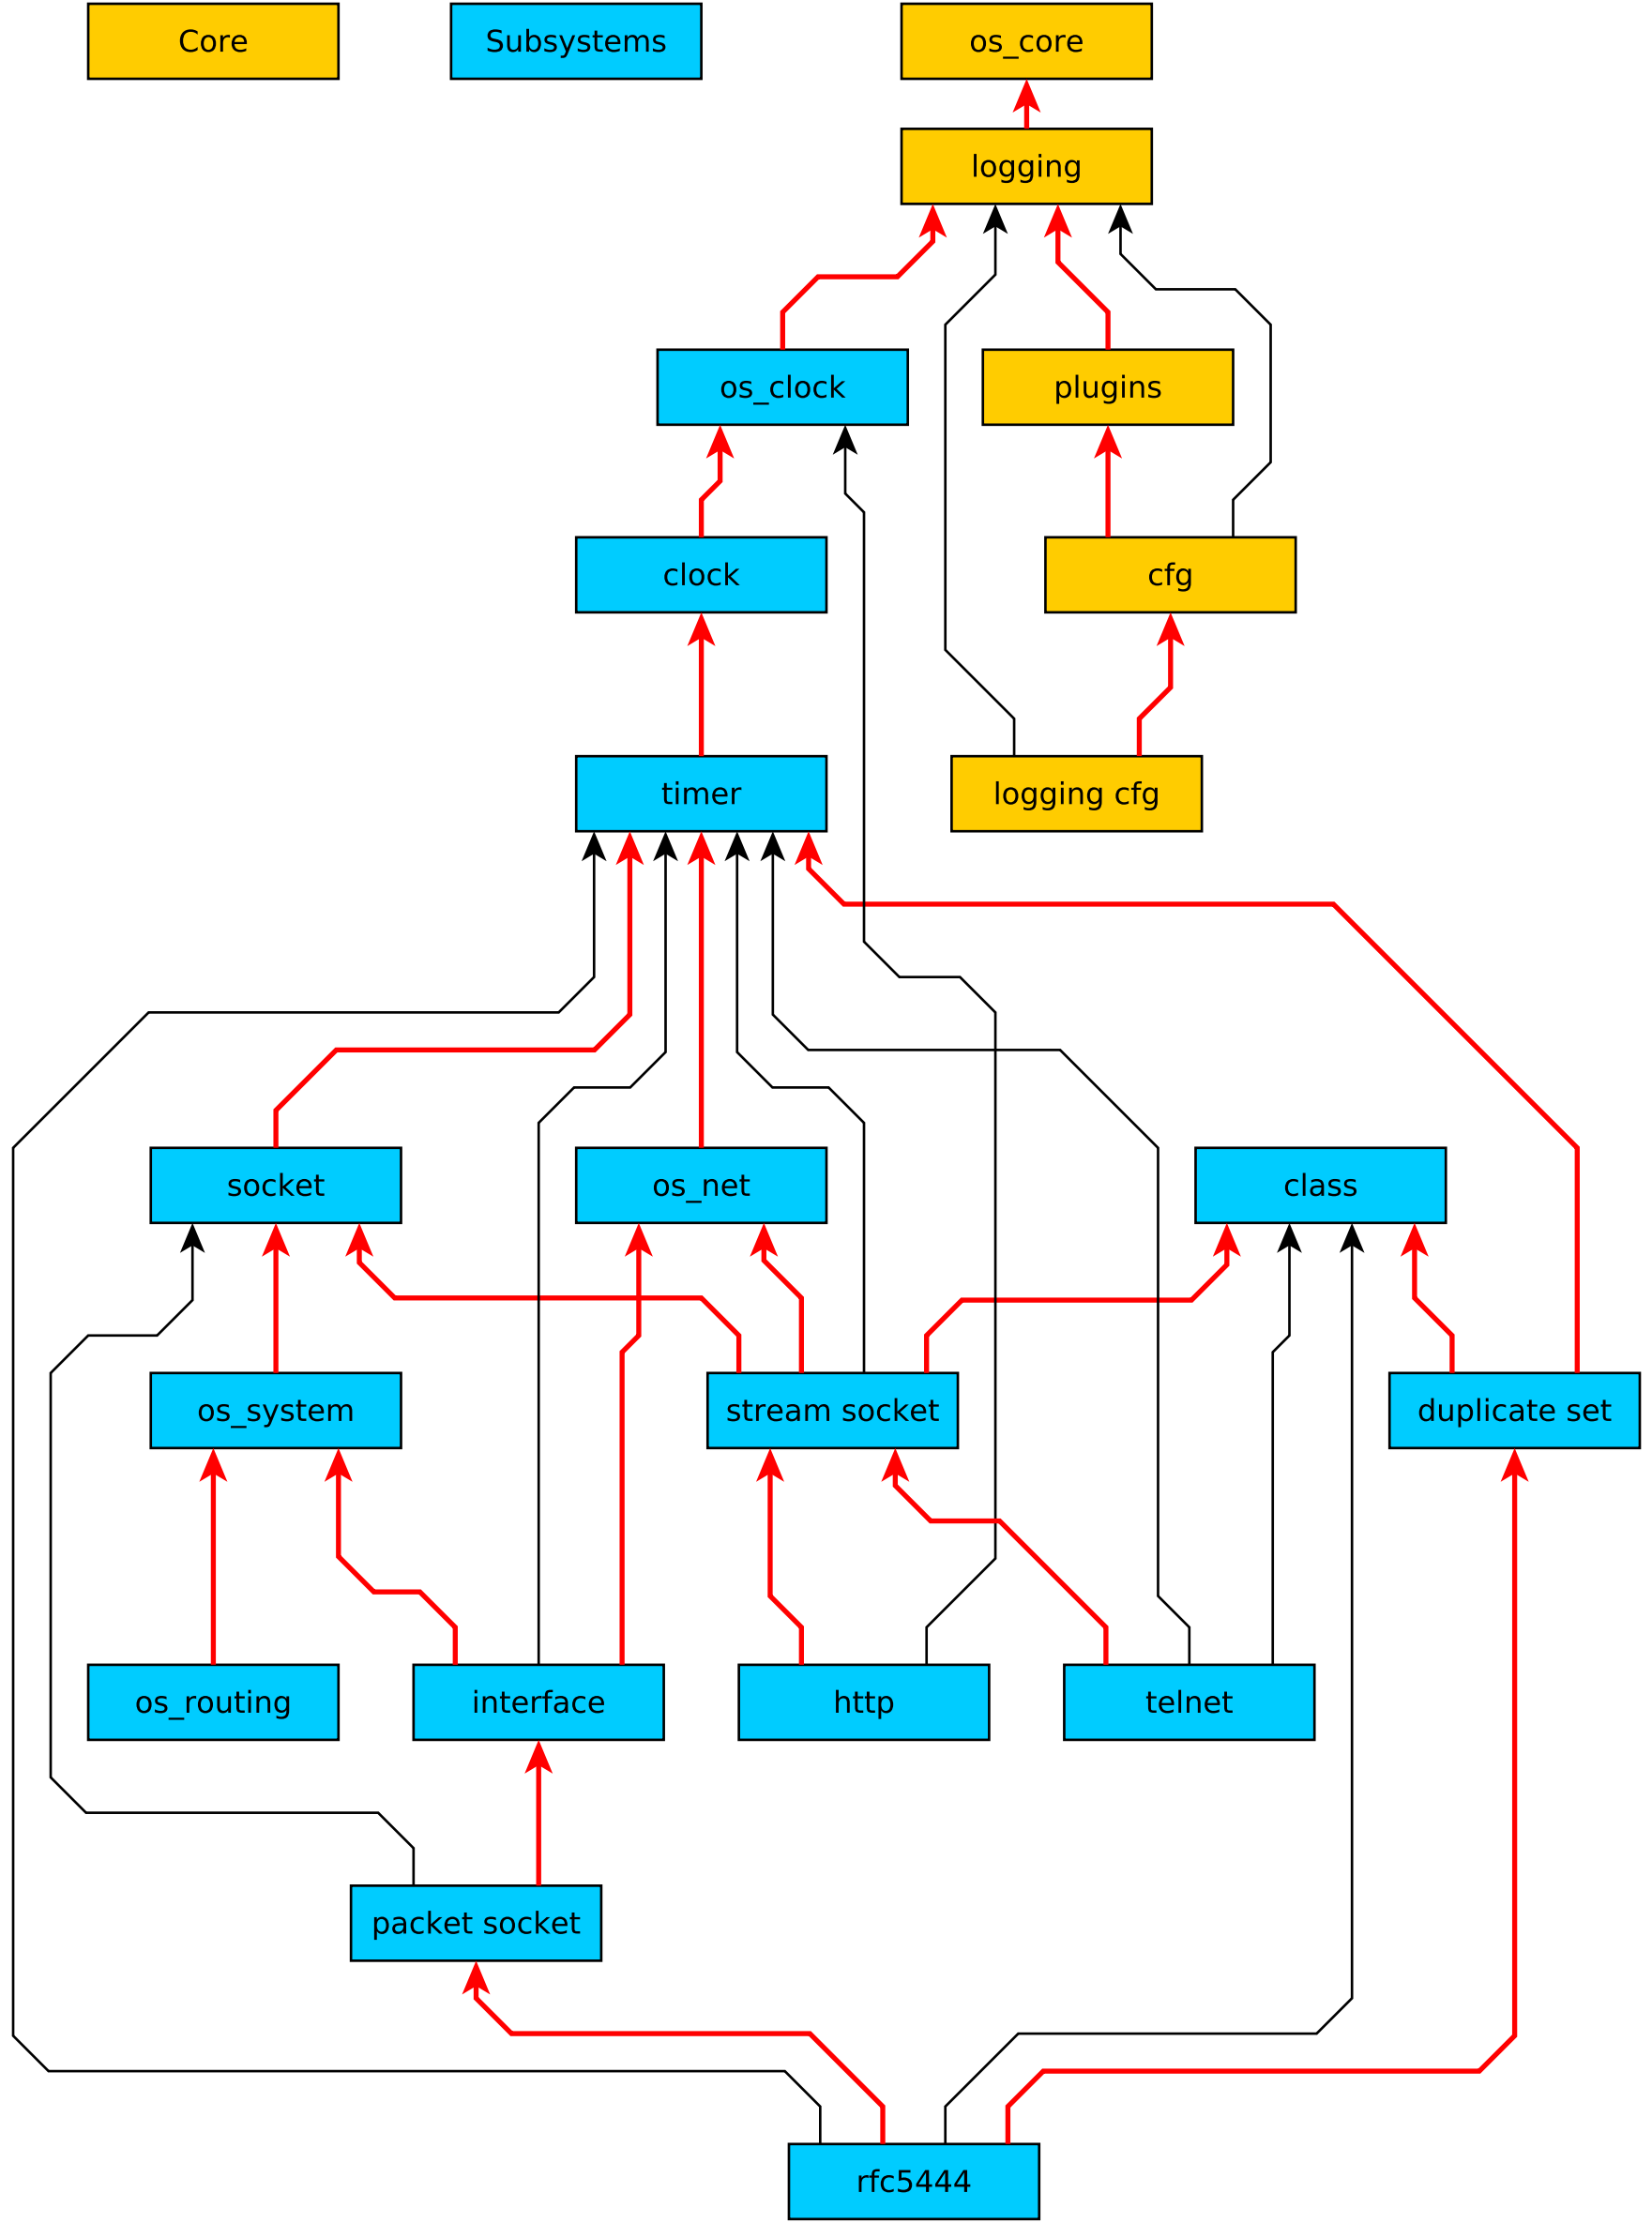 Core
Subsystems
os_core
logging
os_clock
plugins
clock
cfg
timer
logging cfg
socket
os_net
class
os_system
stream socket
duplicate set
os_routing
interface
http
telnet
packet socket
rfc5444